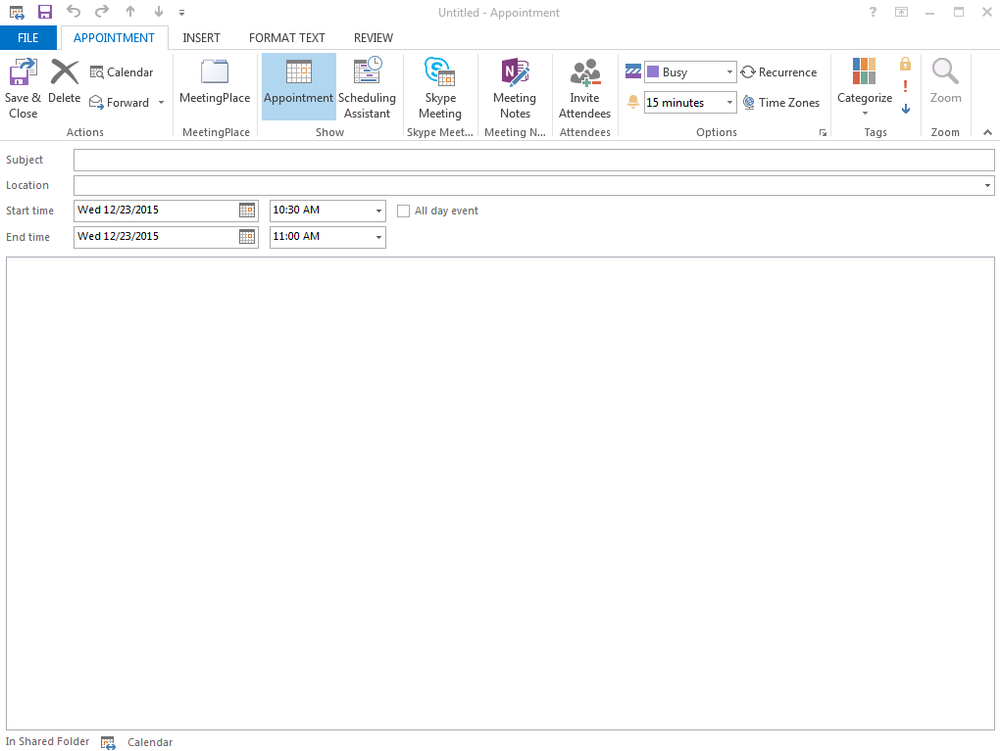 Untitled - Appointment
FILE APPOINTMENT INSERT FORMAT TEXT REVIEW
Save & Close
Delete
Calendar
Forward
Actions
MeetingPlace
MeetingPlace
Appointment
Scheduling Assistant
Show
Skype Meeting
Skype Meet...
Meeting Notes
Meeting N...
Invite Attendees
Attendees
Busy
Recurrence
15 minutes
Time Zones
Options
Categorize
Tags
Zoom
Zoom
Subject
Location
Start time Wed 12/23/2015 10:30 AM All day event
End time Wed 12/23/2015 11:00 AM
In Shared Folder Calendar